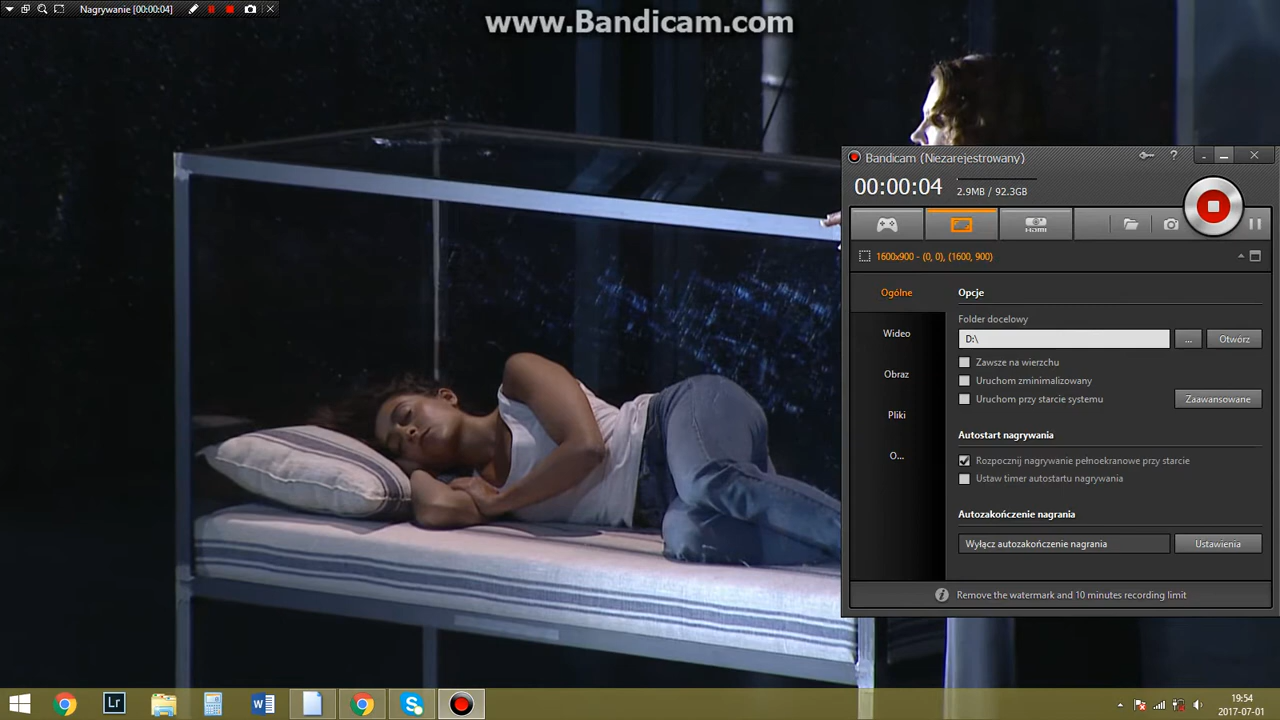 Nagrywanie [00:00:04]
www.Bandicam.com
Bandicam (Niezarejestrowany)
?
00:00:04
2.9MB / 92.3GB
HDMI
1600x900 - (0, 0), (1600, 900)
Ogólne
Wideo
Obraz
Pliki
O...
Opcje
Folder docelowy
D:\
...
Otwórz
Zawsze na wierzchu
Uruchom zminimalizowany
Uruchom przy starcie systemu
Zaawansowane
Autostart nagrywania
Rozpocznij nagrywanie pełnoekranowe przy starcie
Ustaw timer autostartu nagrywania
Autozakończenie nagrania
Wyłącz autozakończenie nagrania
Ustawienia
Remove the watermark and 10 minutes recording limit
Lr
W
S
19:54
2017-07-01